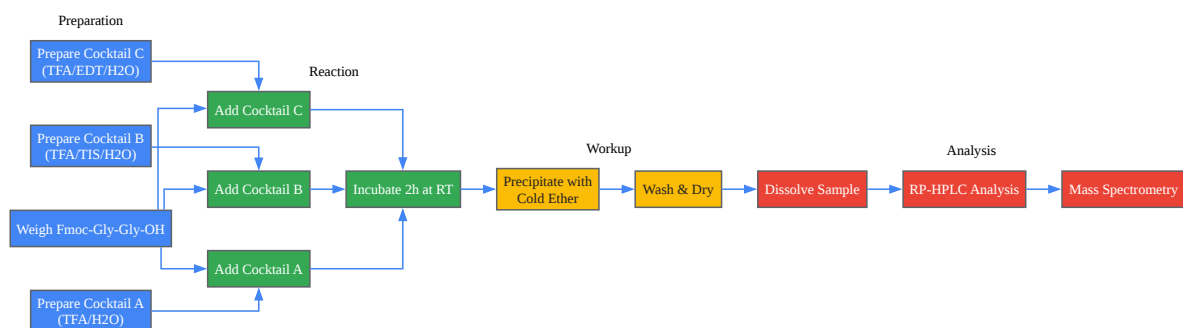 Preparation
Prepare Cocktail C
(TFA/EDT/H2O)
Reaction
Add Cocktail C
Prepare Cocktail B
(TFA/TIS/H2O)
Workup
Analysis
Add Cocktail B
Incubate 2h at RT
Precipitate with
Cold Ether
Wash & Dry
Dissolve Sample
RP-HPLC Analysis
Mass Spectrometry
Weigh Fmoc-Gly-Gly-OH
Add Cocktail A
Prepare Cocktail A
(TFA/H2O)